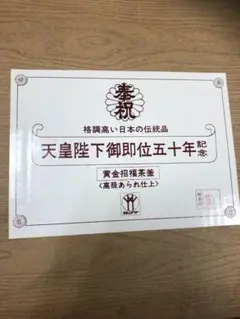 奉祝
格調高い日本の伝統品
天皇陛下御即位五十年記念
黄金招福茶釜
〈高級あられ仕上〉